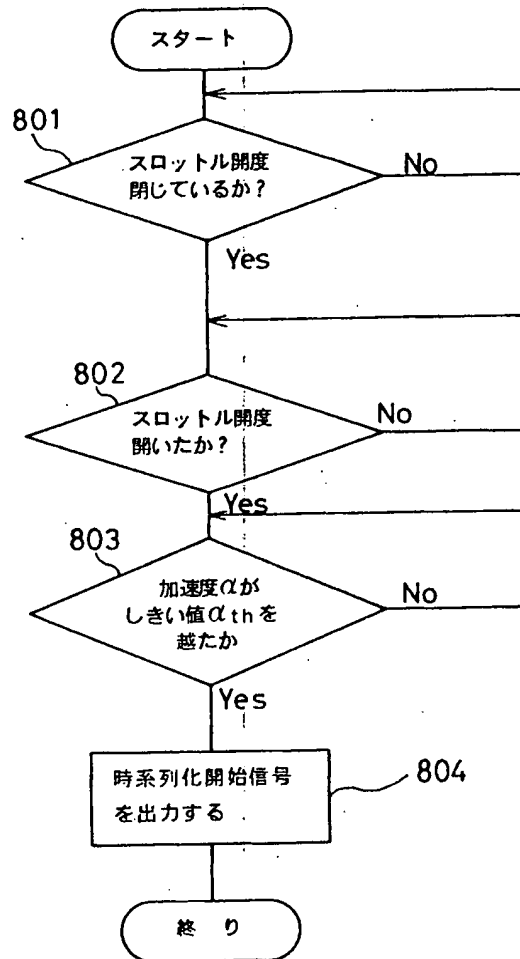 スタート
801
スロットル開度
閉じているか?
No
Yes
802
スロットル開度
開いたか?
No
Yes
803
加速度αが
しきい値αthを
越たか
No
Yes
時系列化開始信号
を出力する
804
終り